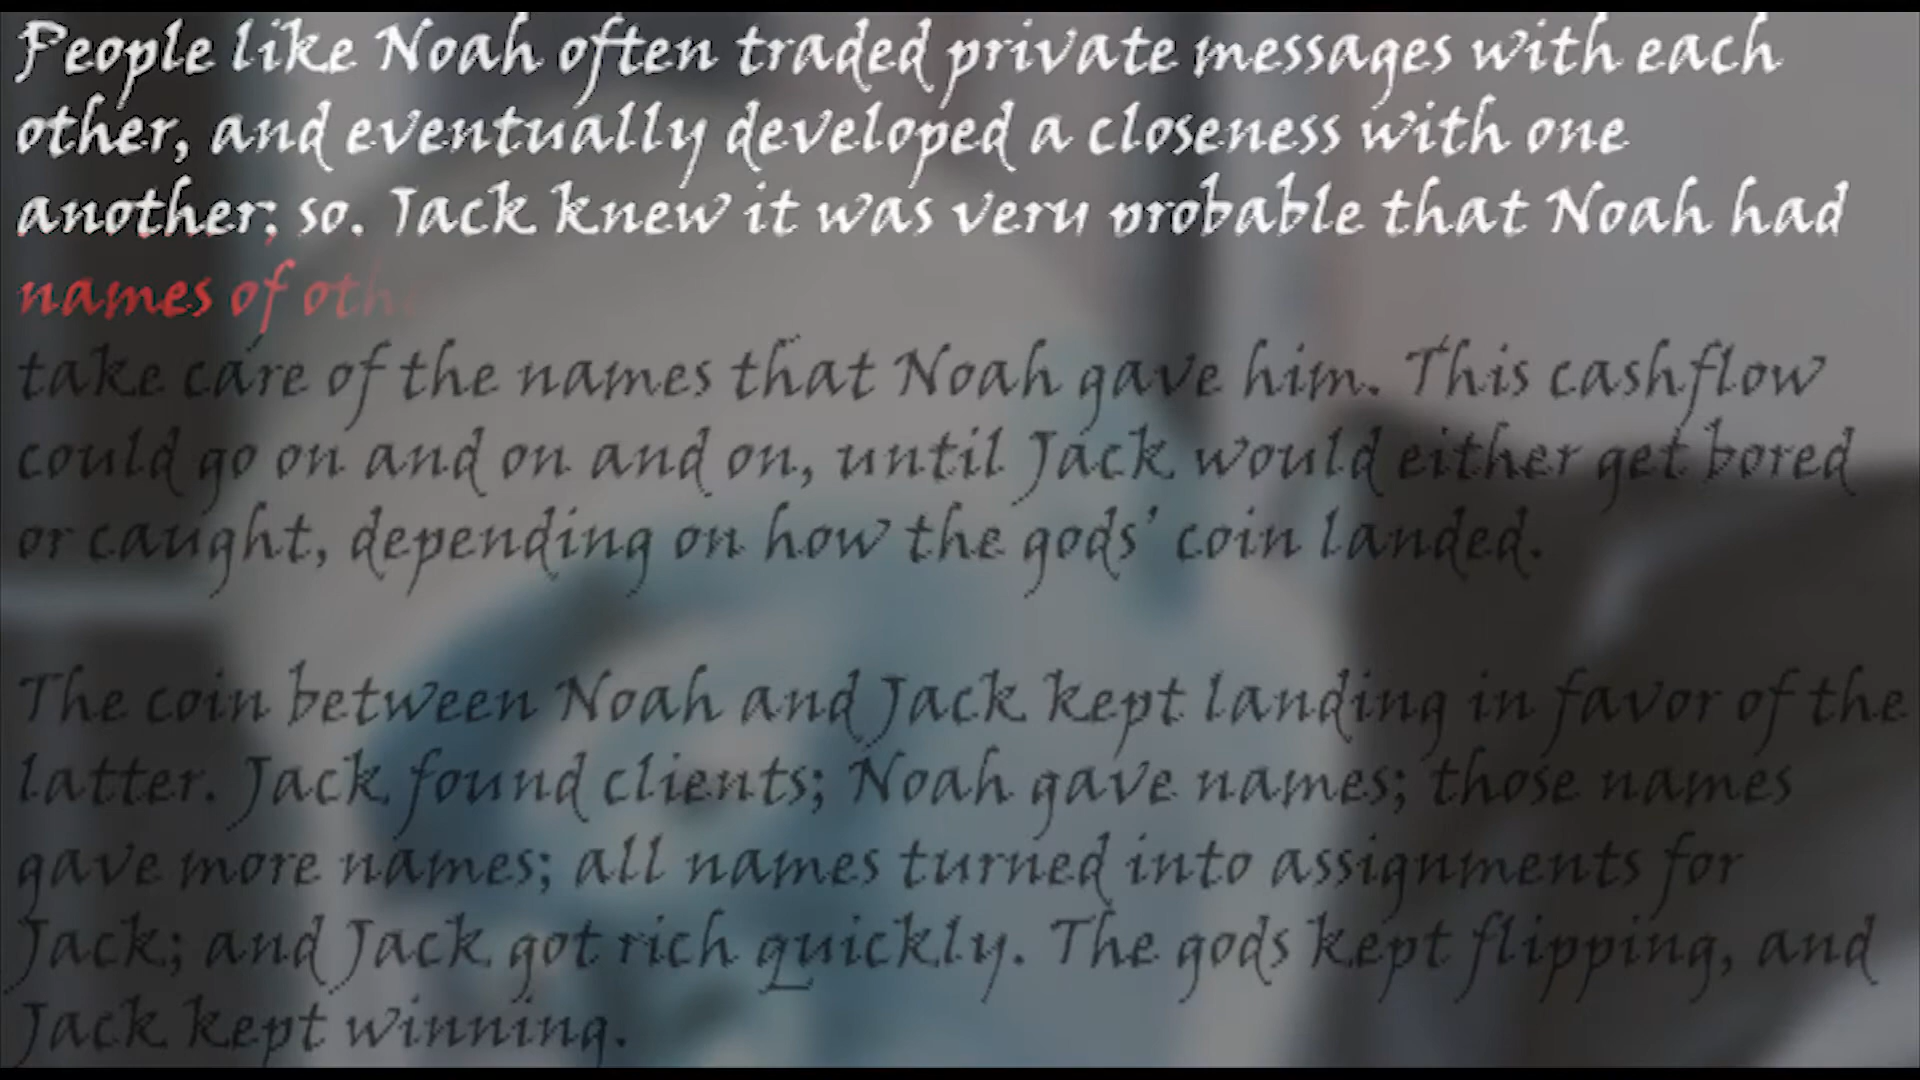 People like Noah often traded private messages with each
other, and eventually developed a closeness with one
another; so. Jack knew it was very probable that Noah had
names of
take care of the names that Noah gave him. This cashflow
could go on and on and on, until Jack would either get bored
or caught, depending on how the gods' coin landed.
The coin between Noah and Jack kept landing in favor of the
latter. Jack found clients; Noah gave names; those names
gave more names; all names turned into assignments for
Jack; and Jack got rich quickly. The gods kept flipping, and
Jack kept winning.